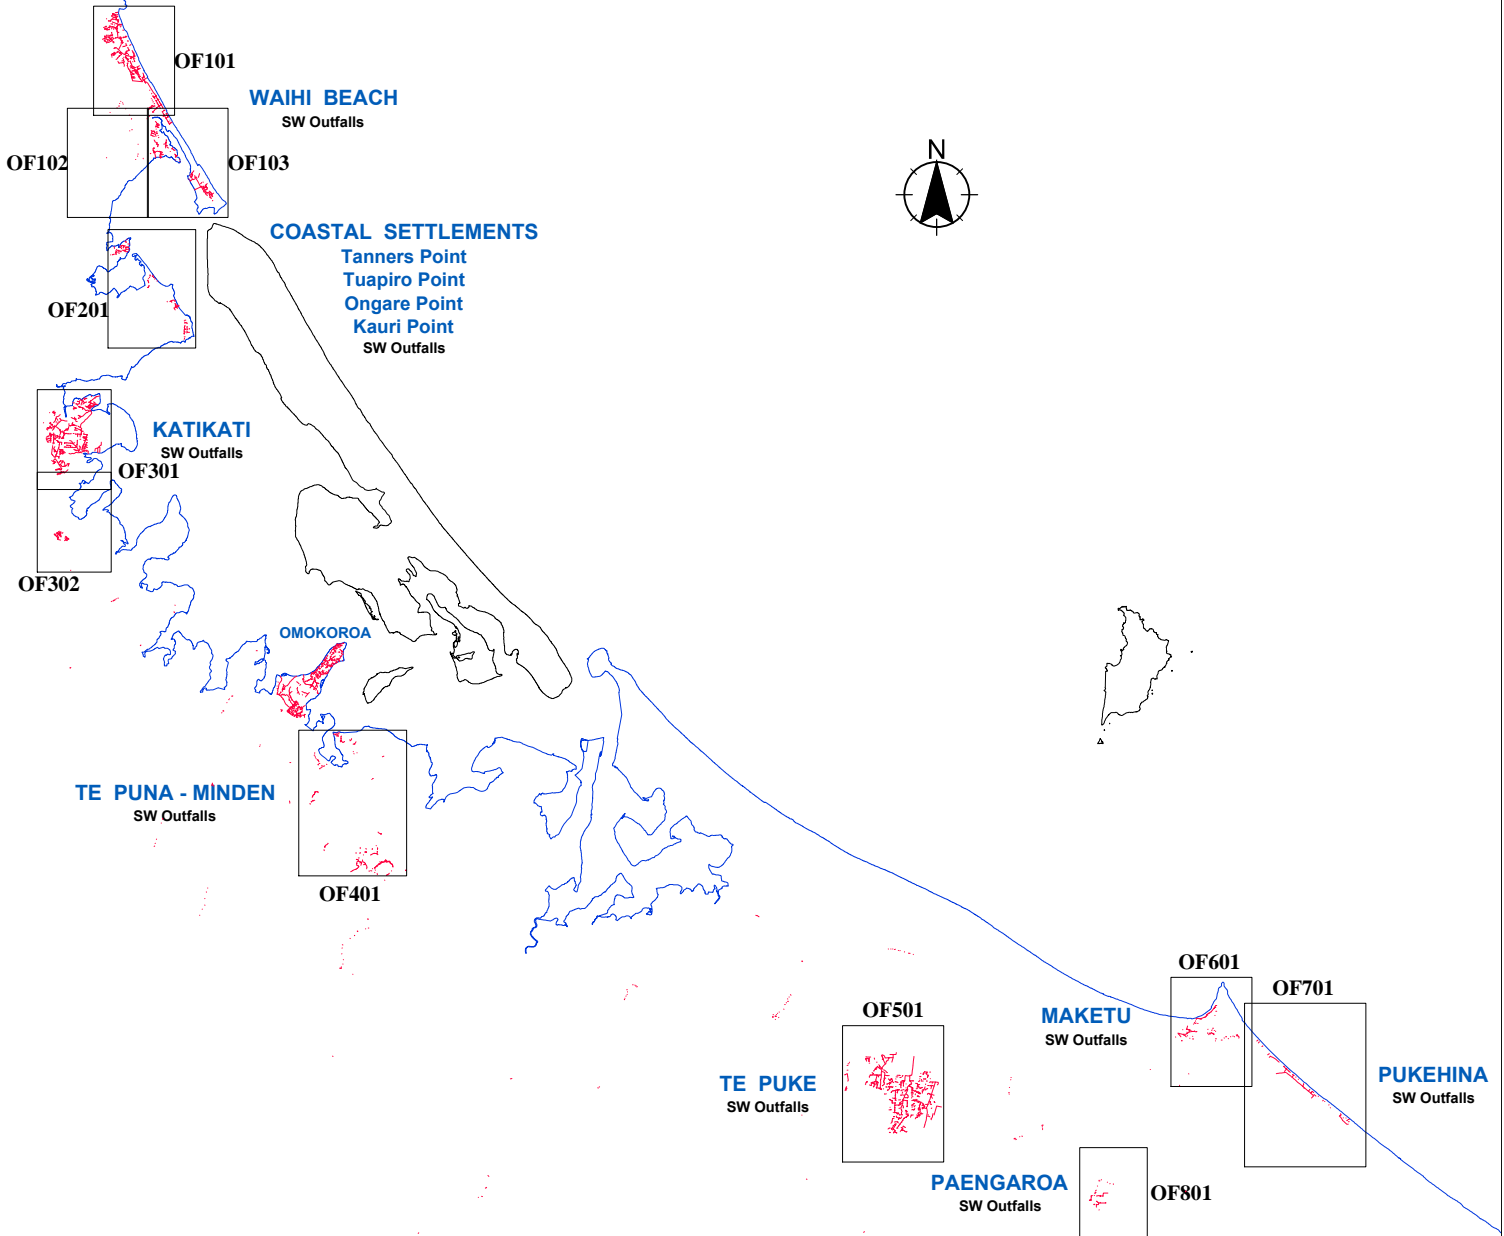 OF101
WAIHI BEACH
SW Outfalls
OF102
OF103
N
COASTAL SETTLEMENTS
Tanners Point
Tuapiro Point
Ongare Point
Kauri Point
SW Outfalls
OF201
KATIKATI
SW Outfalls
OF301
OF302
OMOKOROA
TE PUNA - MINDEN
SW Outfalls
OF401
OF601
OF701
OF501
MAKETU
SW Outfalls
TE PUKE
SW Outfalls
PUKEHINA
SW Outfalls
PAENGAROA
SW Outfalls
OF801